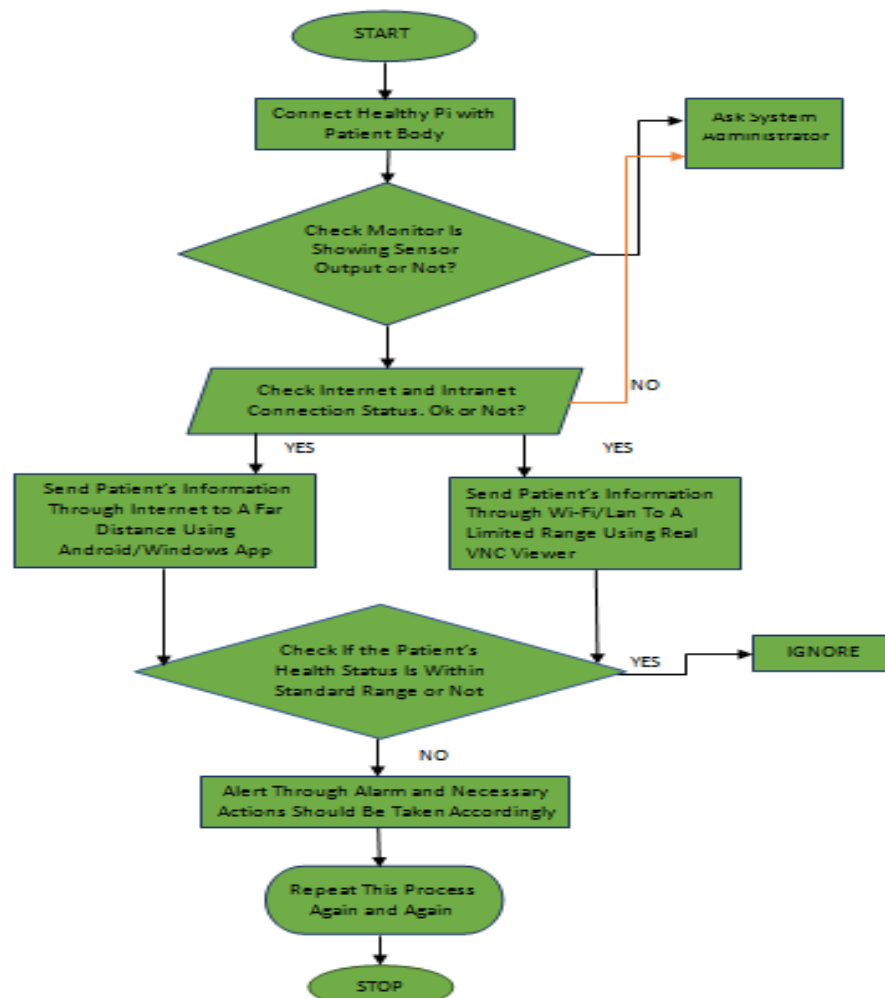 START
Connect Healthy Pi with
Patient Body
Ask System
Administrator
Check Monitor Is
Showing Sensor
Output or Not?
Check Internet and Intranet
Connection Status. Ok or Not?
NO
YES
YES
Send Patient's Information
Through Internet to A Far
Distance Using
Android/Windows App
Send Patient's Information
Through Wi-Fi/Lan To A
Limited Range Using Real
VNC Viewer
Check If the Patient's
Health Status Is Within
Standard Range or Not
YES
IGNORE
NO
Alert Through Alarm and Necessary
Actions Should Be Taken Accordingly
Repeat This Process
Again and Again
STOP